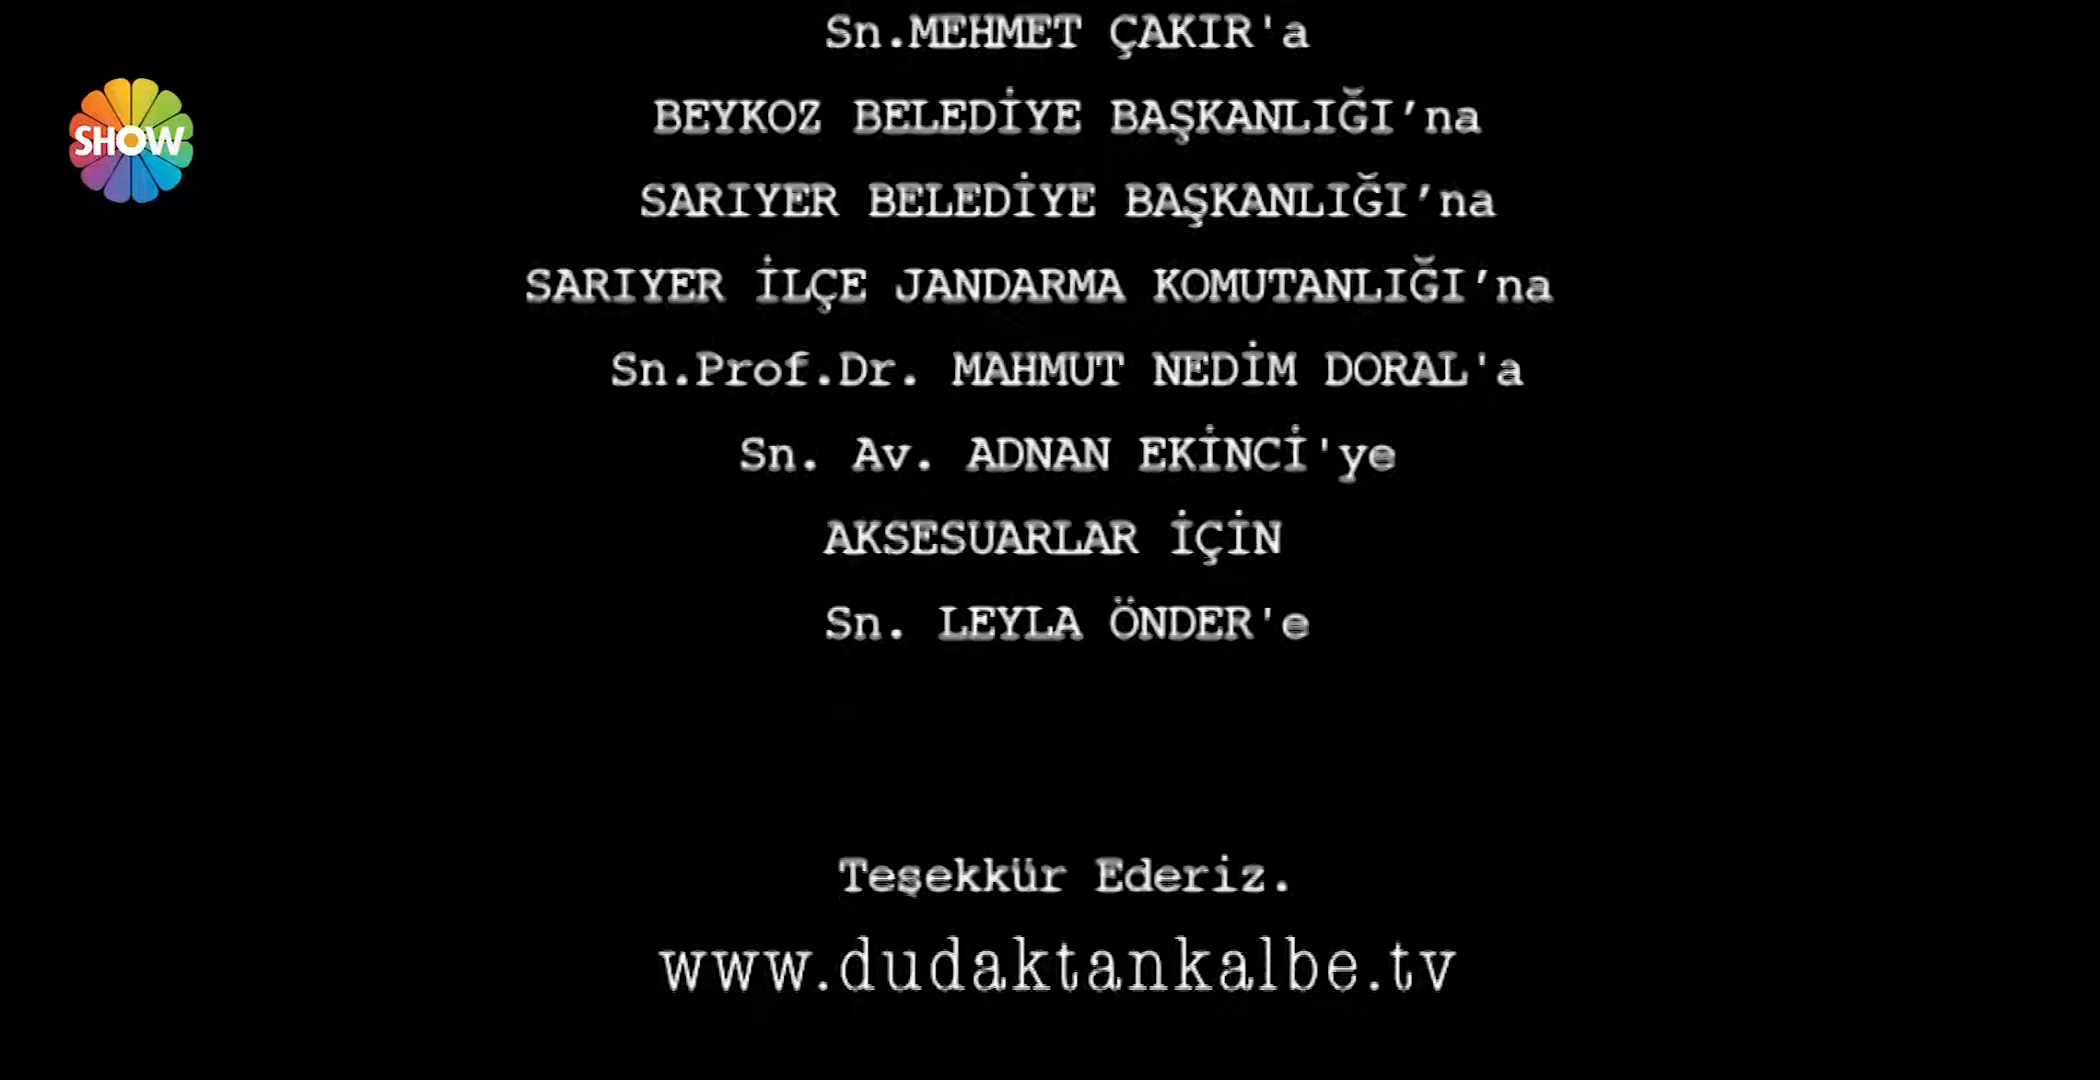 Sn.MEHMET ÇAKIR'a
SHOW
BEYKOZ BELEDİYE BAŞKANLIĞI’na
SARIYER BELEDİYE BAŞKANLIĞI’na
SARIYER İLÇE JANDARMA KOMUTANLIĞI’na
Sn.Prof.Dr. MAHMUT NEDİM DORAL'a
Sn. Av. ADNAN EKİNCİ'ye
AKSESUARLAR İÇİN
Sn. LEYLA ÖNDER'e
Teşekkür Ederiz.
www.dudaktankalbe.tv